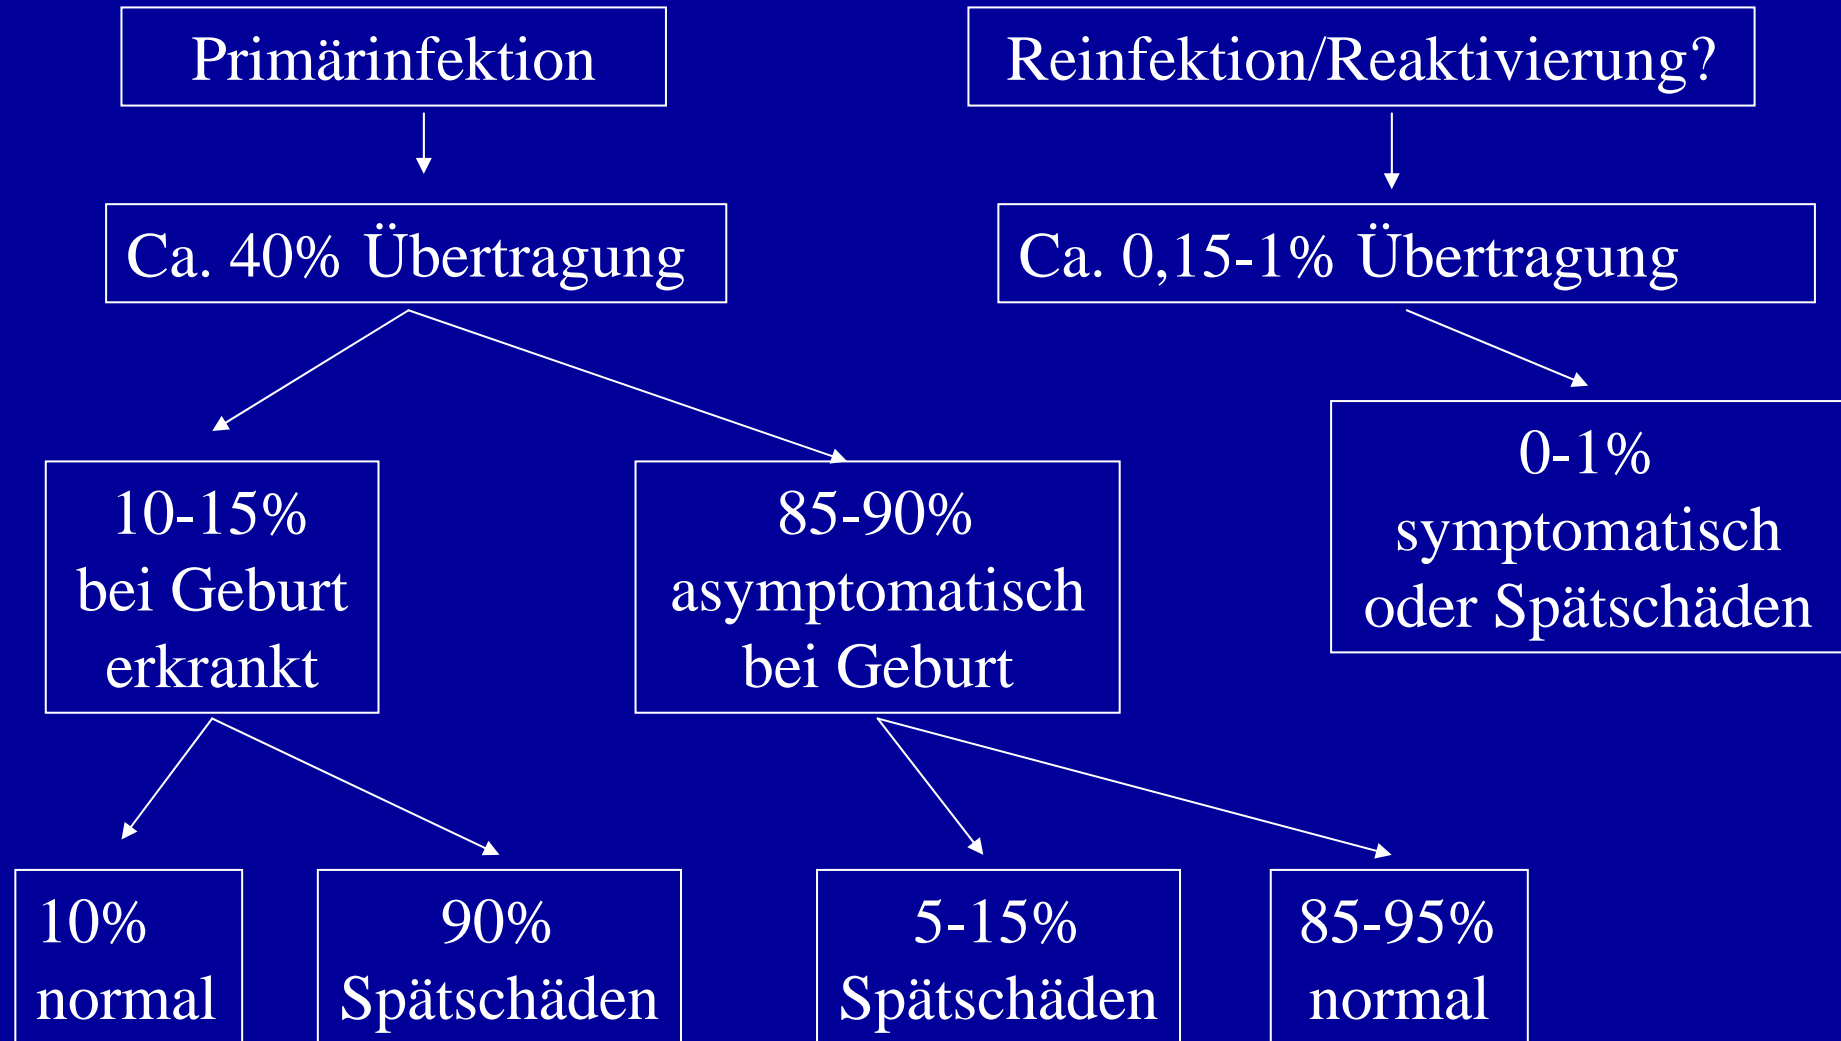 Primärinfektion
Reinfektion/Reaktivierung?
Ca. 40% Übertragung
Ca. 0,15-1% Übertragung
10-15%
bei Geburt
erkrankt
85-90%
asymptomatisch
bei Geburt
0-1%
symptomatisch
oder Spätschäden
10%
normal
90%
Spätschäden
5-15%
Spätschäden
85-95%
normal